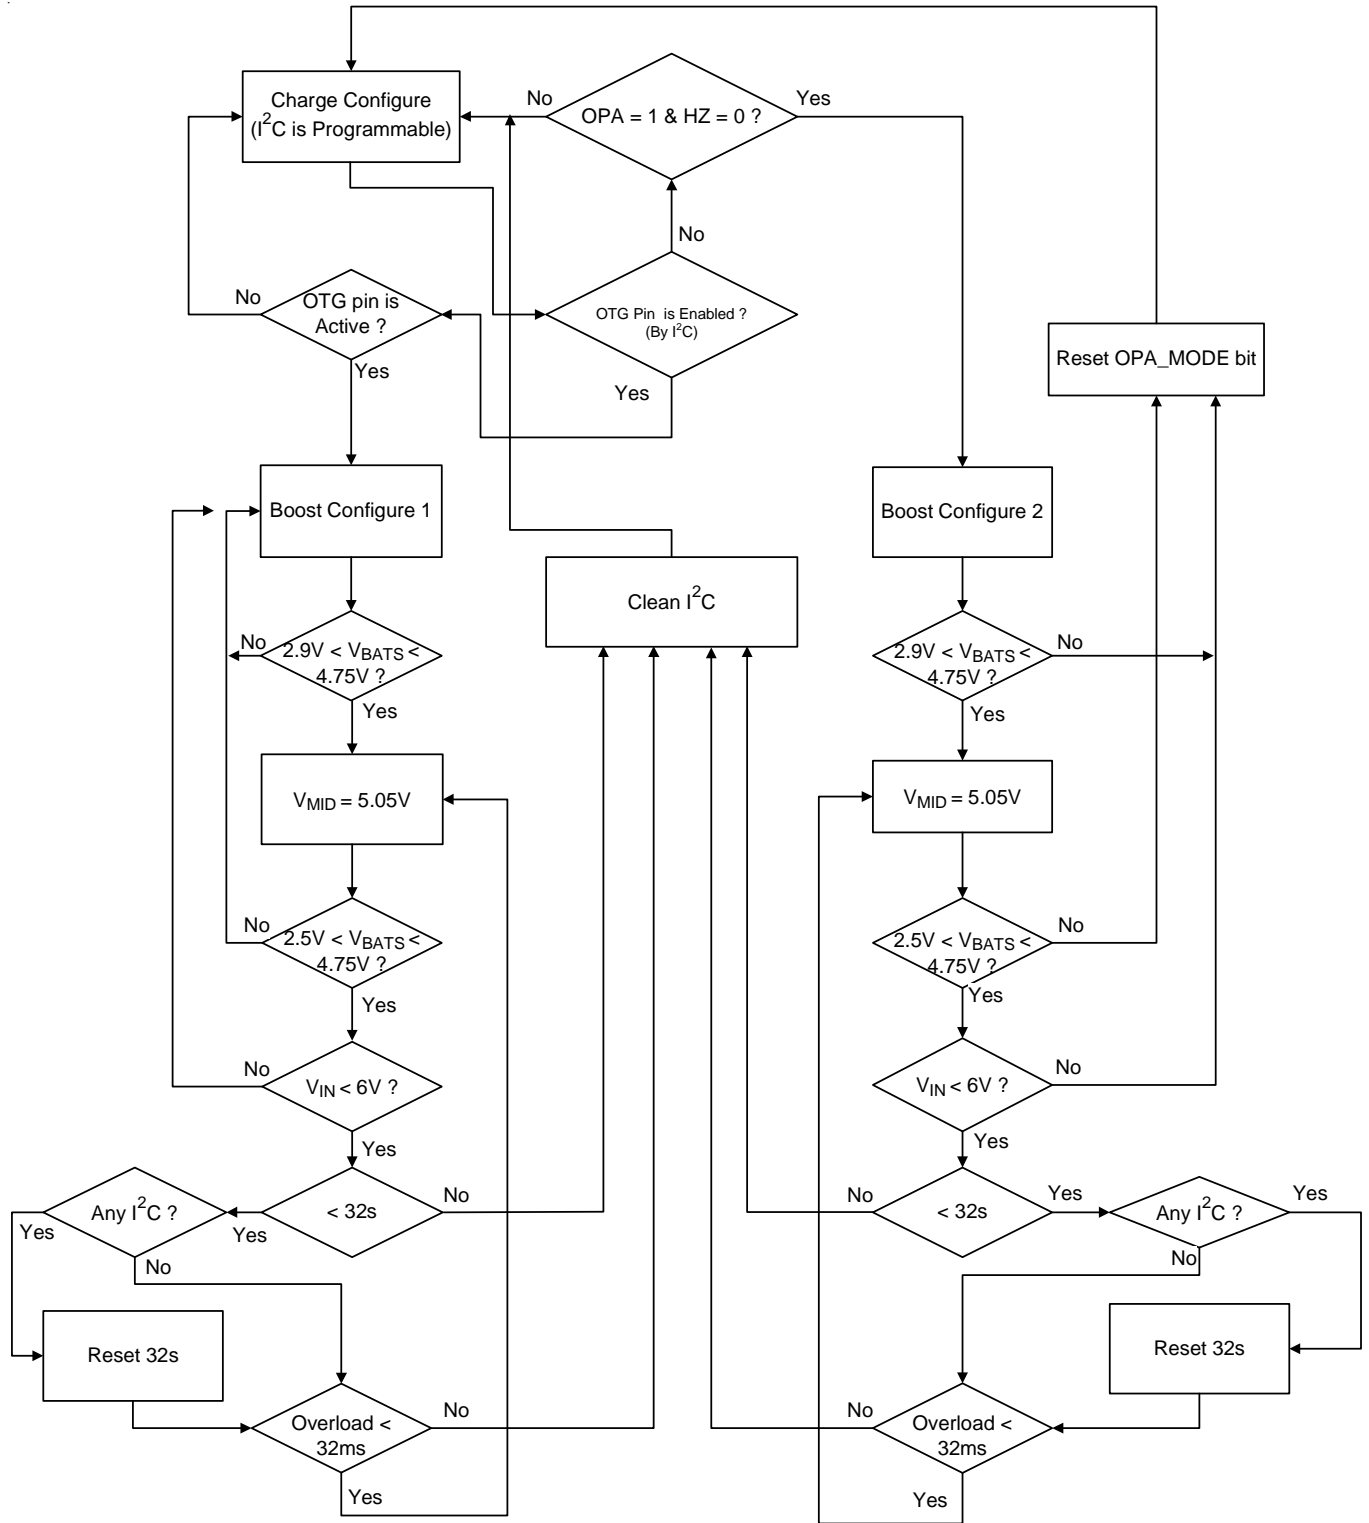 Charge Configure
(I²C is Programmable)
No
OPA = 1 & HZ = 0 ?
Yes
No
No
OTG pin is
Active ?
Yes
OTG Pin is Enabled ?
(By I²C)
Yes
Reset OPA_MODE bit
Boost Configure 1
Boost Configure 2
Clean I²C
No
2.9V < VBATS <
4.75V ?
Yes
2.9V < VBATS <
4.75V ?
No
Yes
VMID = 5.05V
VMID = 5.05V
No
2.5V < VBATS <
4.75V ?
Yes
2.5V < VBATS <
4.75V ?
No
Yes
No
VIN < 6V ?
Yes
VIN < 6V ?
No
Yes
Any I²C ?
Yes
No
Yes
< 32s
No
No
< 32s
Yes
Any I²C ?
Yes
No
Reset 32s
Reset 32s
Overload <
32ms
No
Yes
No
Overload <
32ms
Yes